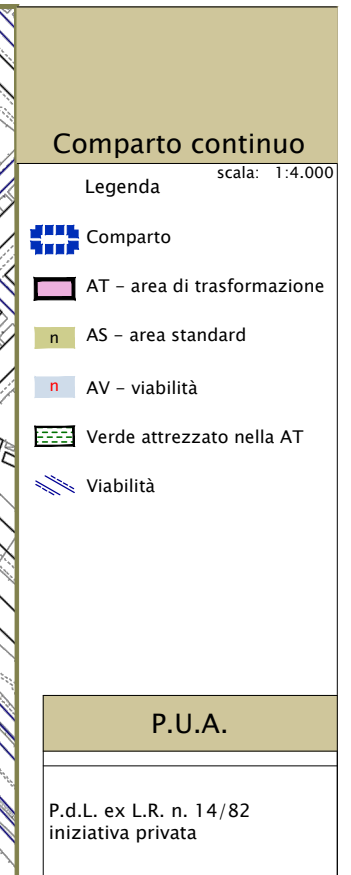 Comparto continuo
scala: 1:4.000
Legenda
Comparto
AT – area di trasformazione
n AS – area standard
n AV – viabilità
Verde attrezzato nella AT
Viabilità
P.U.A.
P.d.L. ex L.R. n. 14/82
iniziativa privata